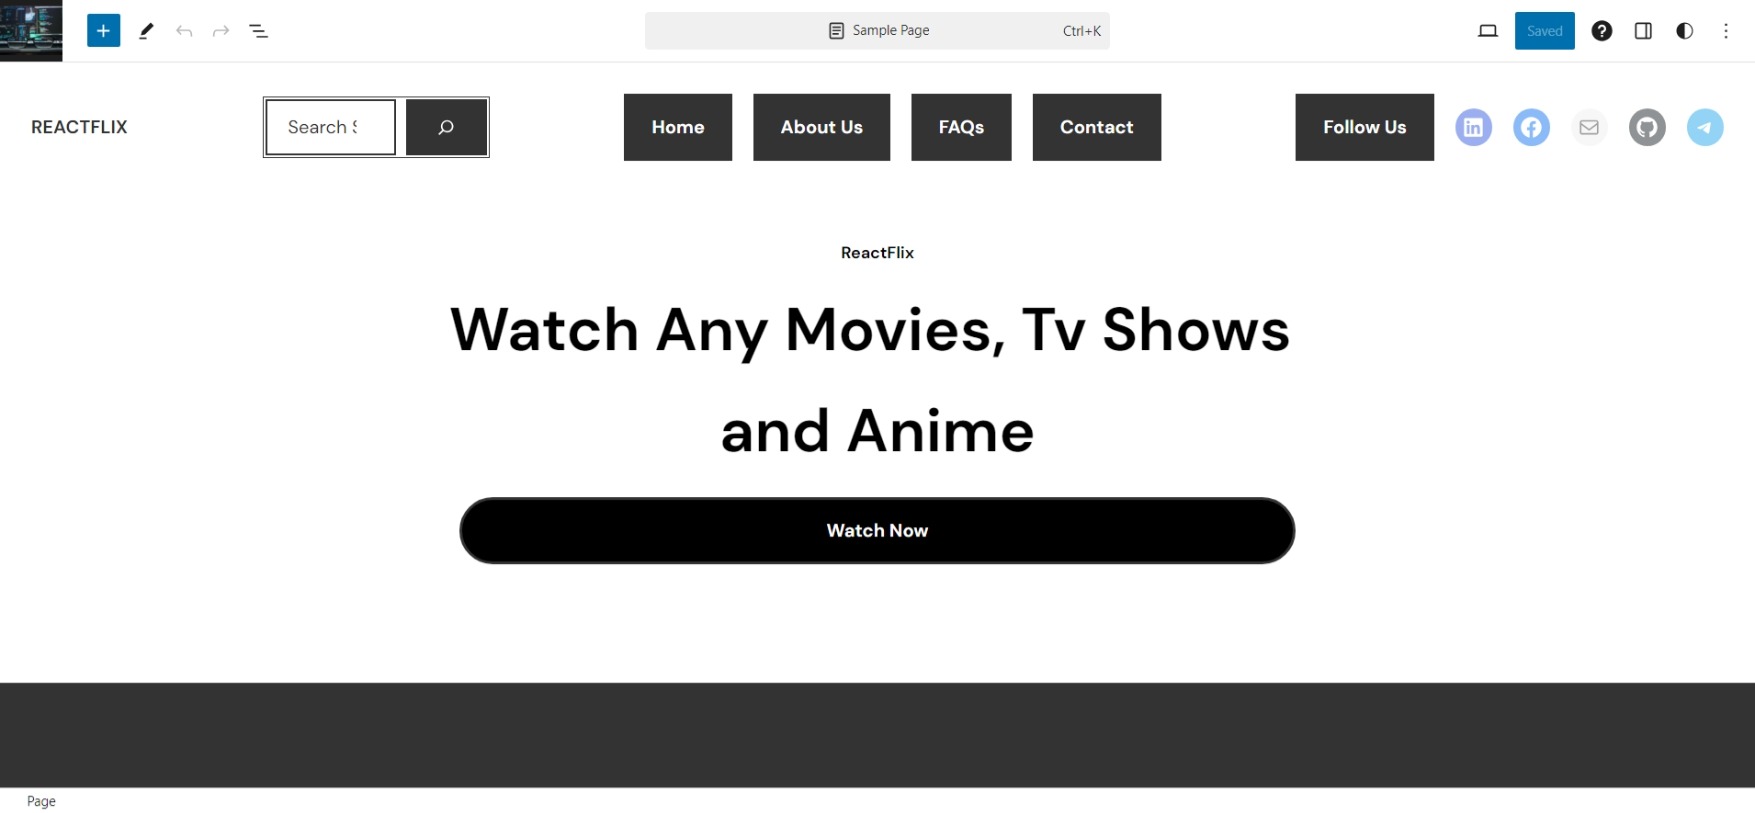 Sample Page Ctrl+K
Saved
REACTFLIX
Search
Home About Us FAQs Contact
Follow Us
ReactFlix
Watch Any Movies, Tv Shows
and Anime
Watch Now
Page